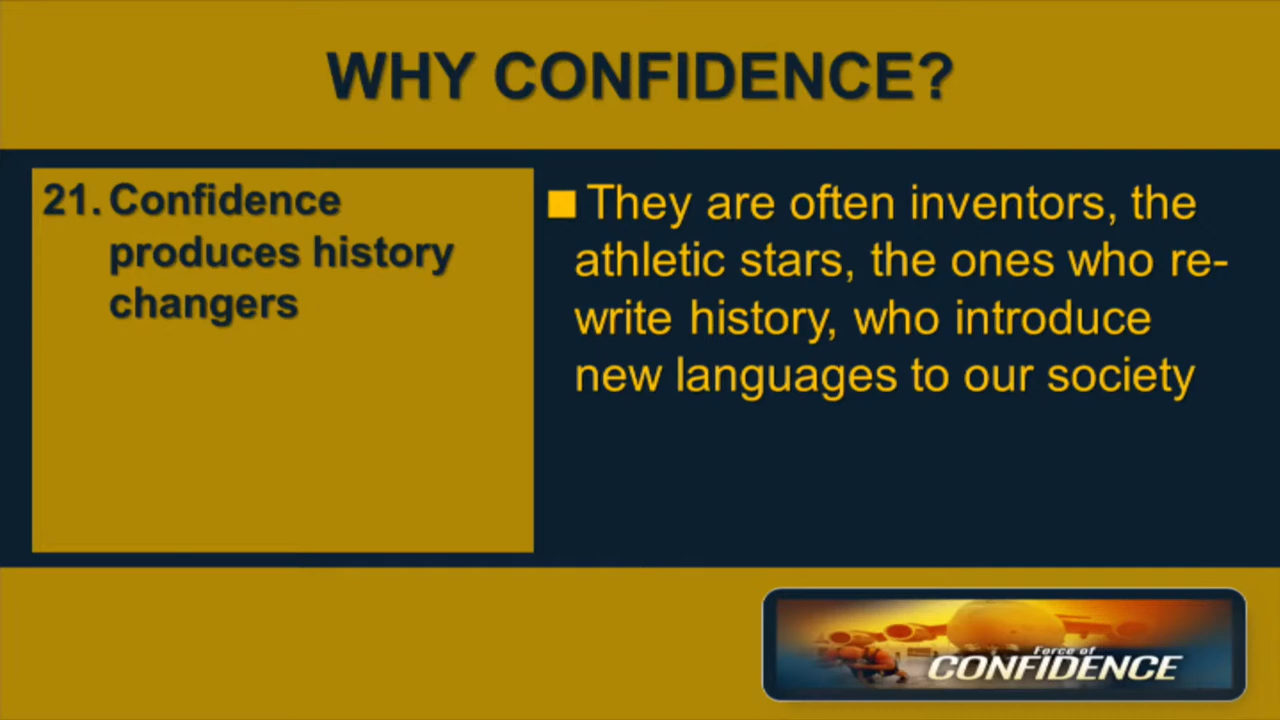 WHY CONFIDENCE?
21. Confidence
produces history
changers
■ They are often inventors, the
athletic stars, the ones who re-
write history, who introduce
new languages to our society
Force of
CONFIDENCE